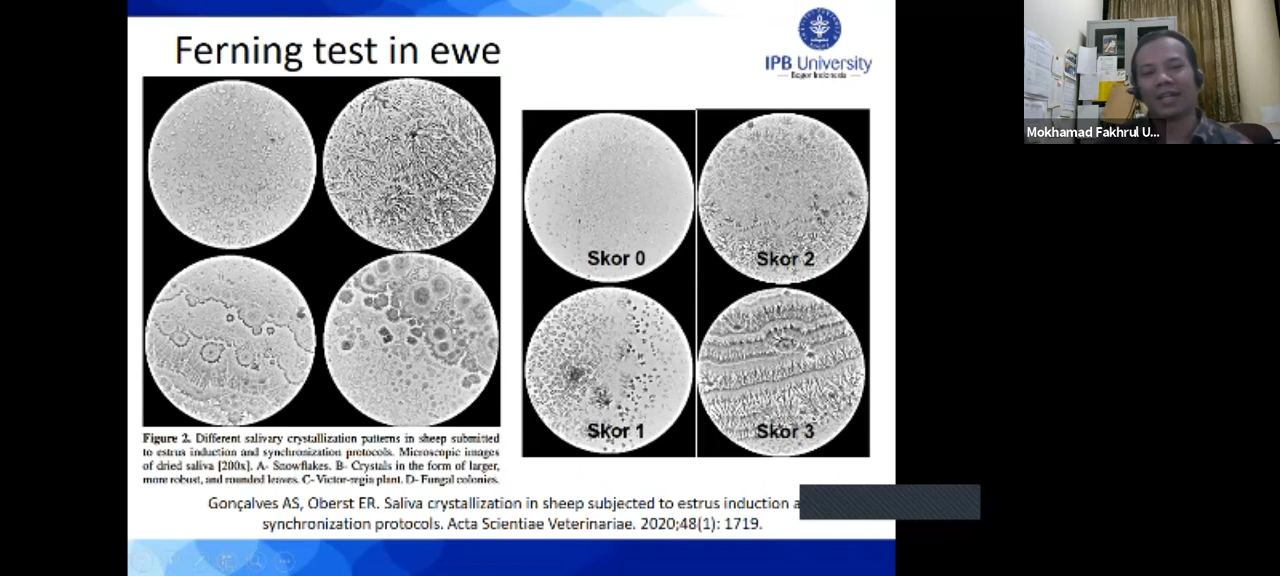 Ferning test in ewe
IPB University
Bogor Indonesia
Mokhamad Fakhrul U...
Skor 0
Skor 2
Skor 1
Skor 3
Figure 2. Different salivary crystallization patterns in sheep submitted
to estrus induction and synchronization protocols. Microscopic images
of dried saliva [200x]. A- Snowflakes. B- Crystals in the form of larger,
more robust, and rounded leaves. C- Victor-regia plant. D- Fungal colonies.
Gonçalves AS, Oberst ER. Saliva crystallization in sheep subjected to estrus induction
synchronization protocols. Acta Scientiae Veterinariae. 2020;48(1): 1719.